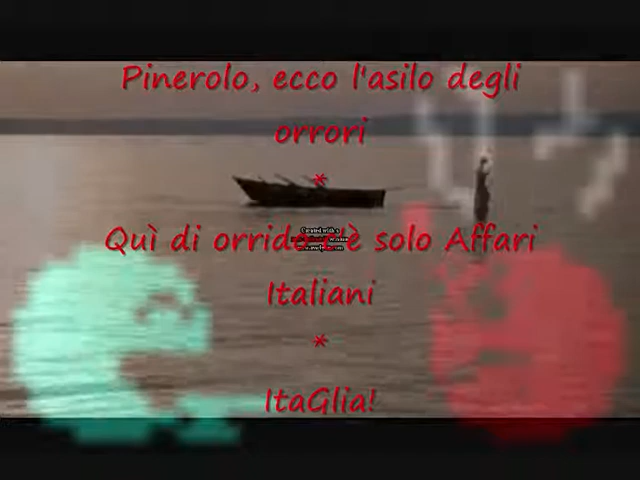 Pinerolo, ecco l'asilo degli
orrori
*
Quì di orrido è solo Affari
Italiani
*
ItaGlia!